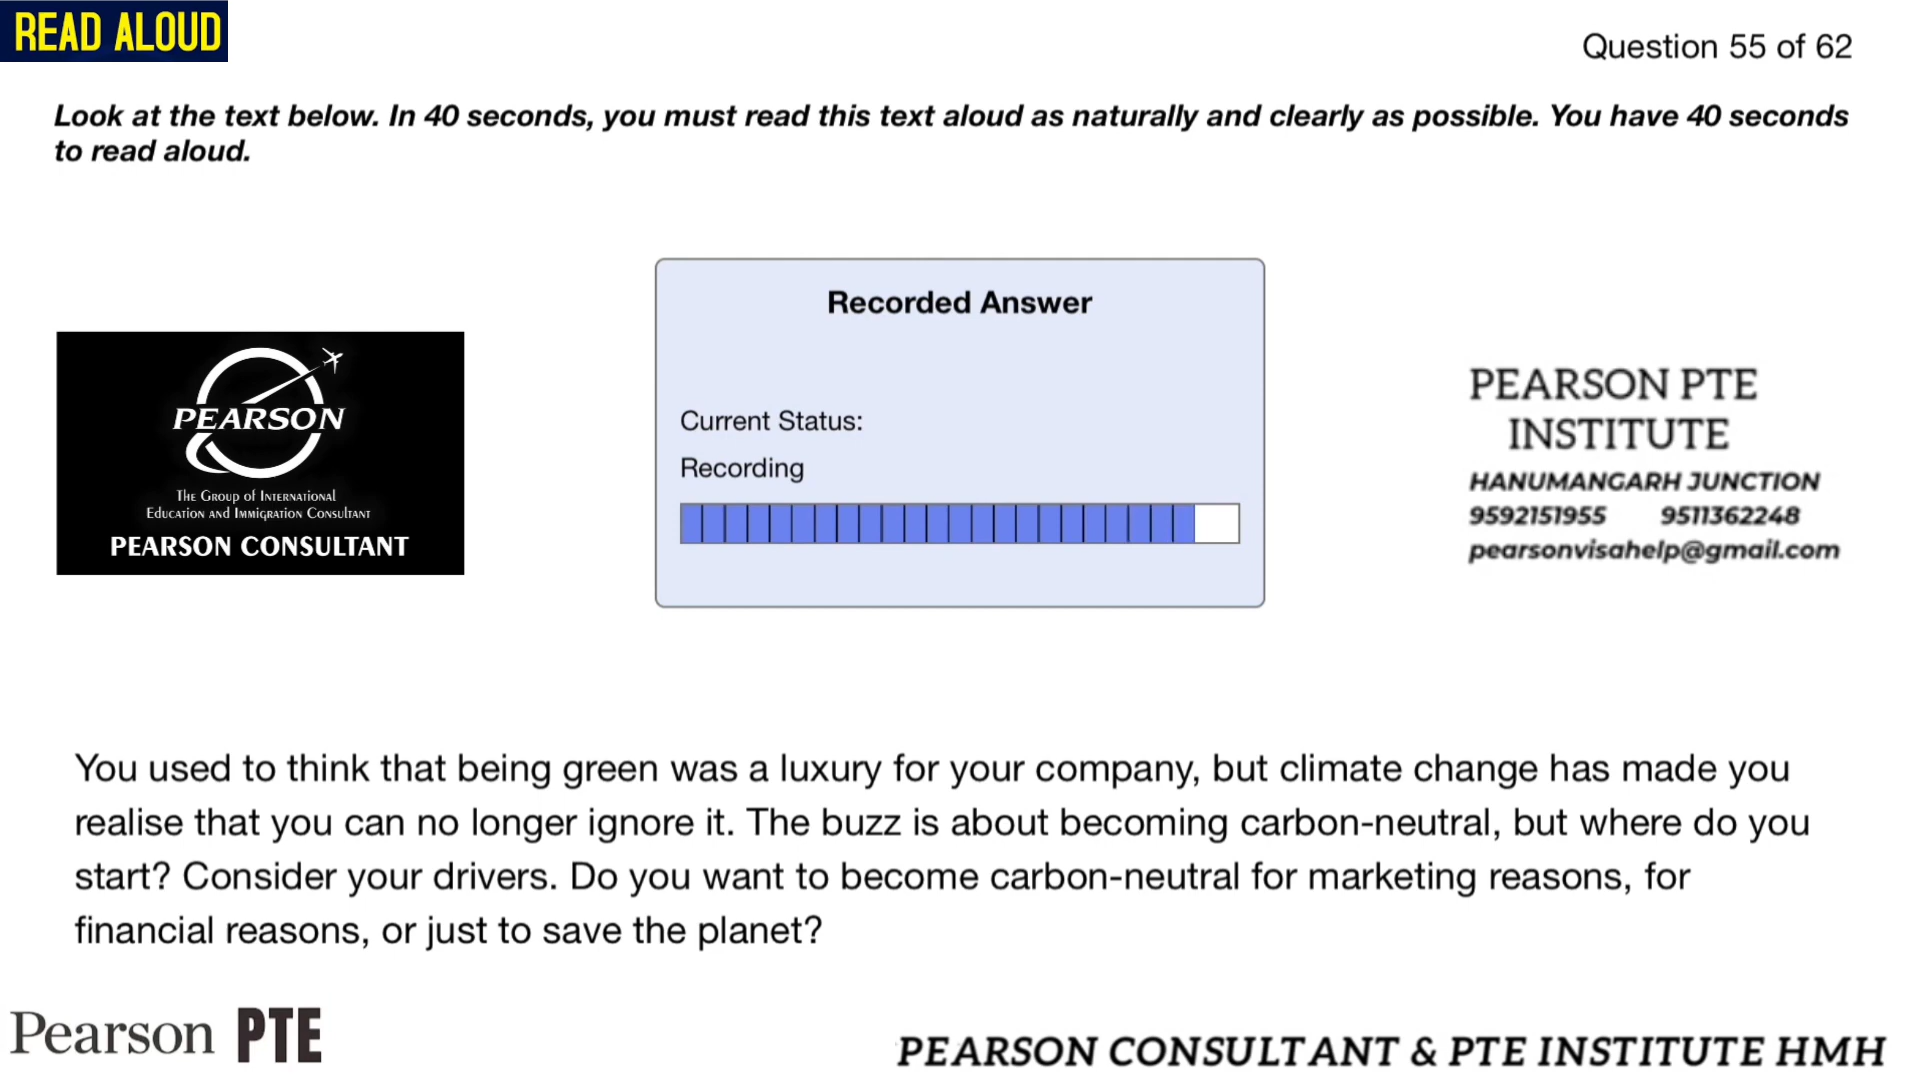 READ ALOUD
Question 55 of 62
Look at the text below. In 40 seconds, you must read this text aloud as naturally and clearly as possible. You have 40 seconds
to read aloud.
Recorded Answer
Current Status:
Recording
PEARSON
The Group of International
Education and Immigration Consultant
PEARSON CONSULTANT
PEARSON PTE
INSTITUTE
HANUMANGARH JUNCTION
9592151955 9511362248
pearsonvisahelp@gmail.com
You used to think that being green was a luxury for your company, but climate change has made you
realise that you can no longer ignore it. The buzz is about becoming carbon-neutral, but where do you
start? Consider your drivers. Do you want to become carbon-neutral for marketing reasons, for
financial reasons, or just to save the planet?
Pearson PTE
PEARSON CONSULTANT & PTE INSTITUTE HMH